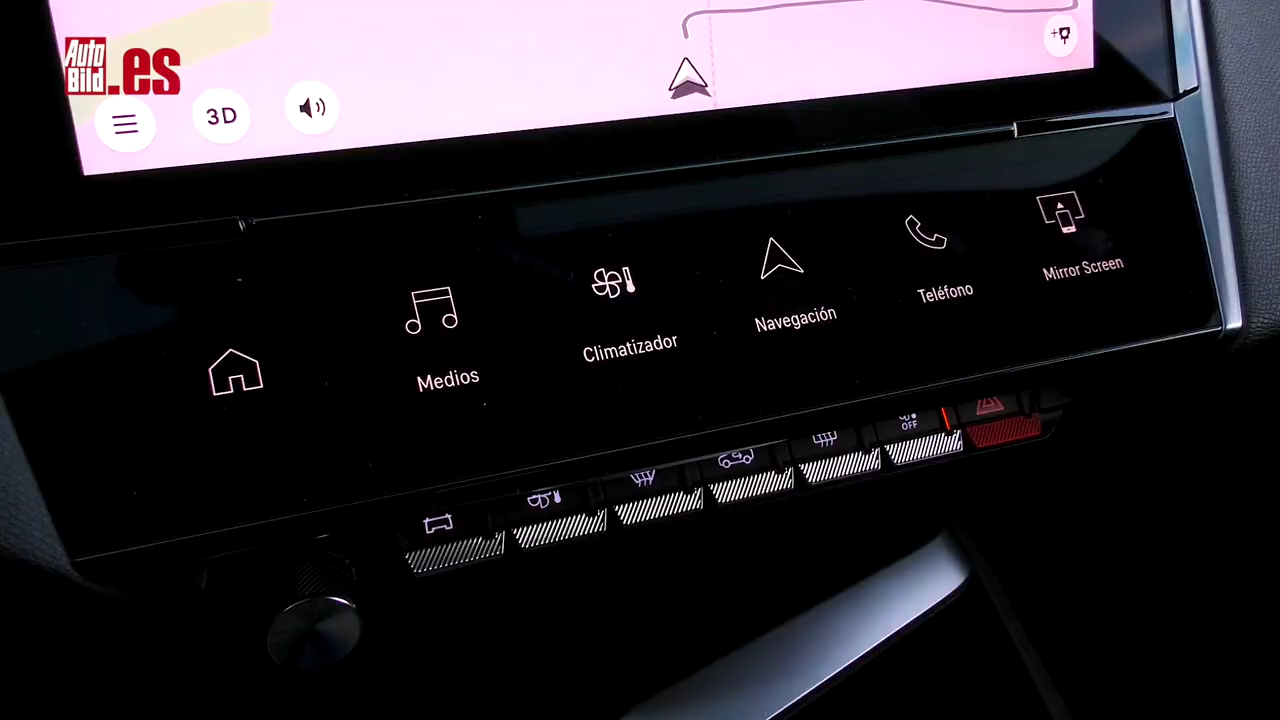 Auto
Bild
.es
3D
Medios
Climatizador
Navegación
Teléfono
Mirror Screen
OFF